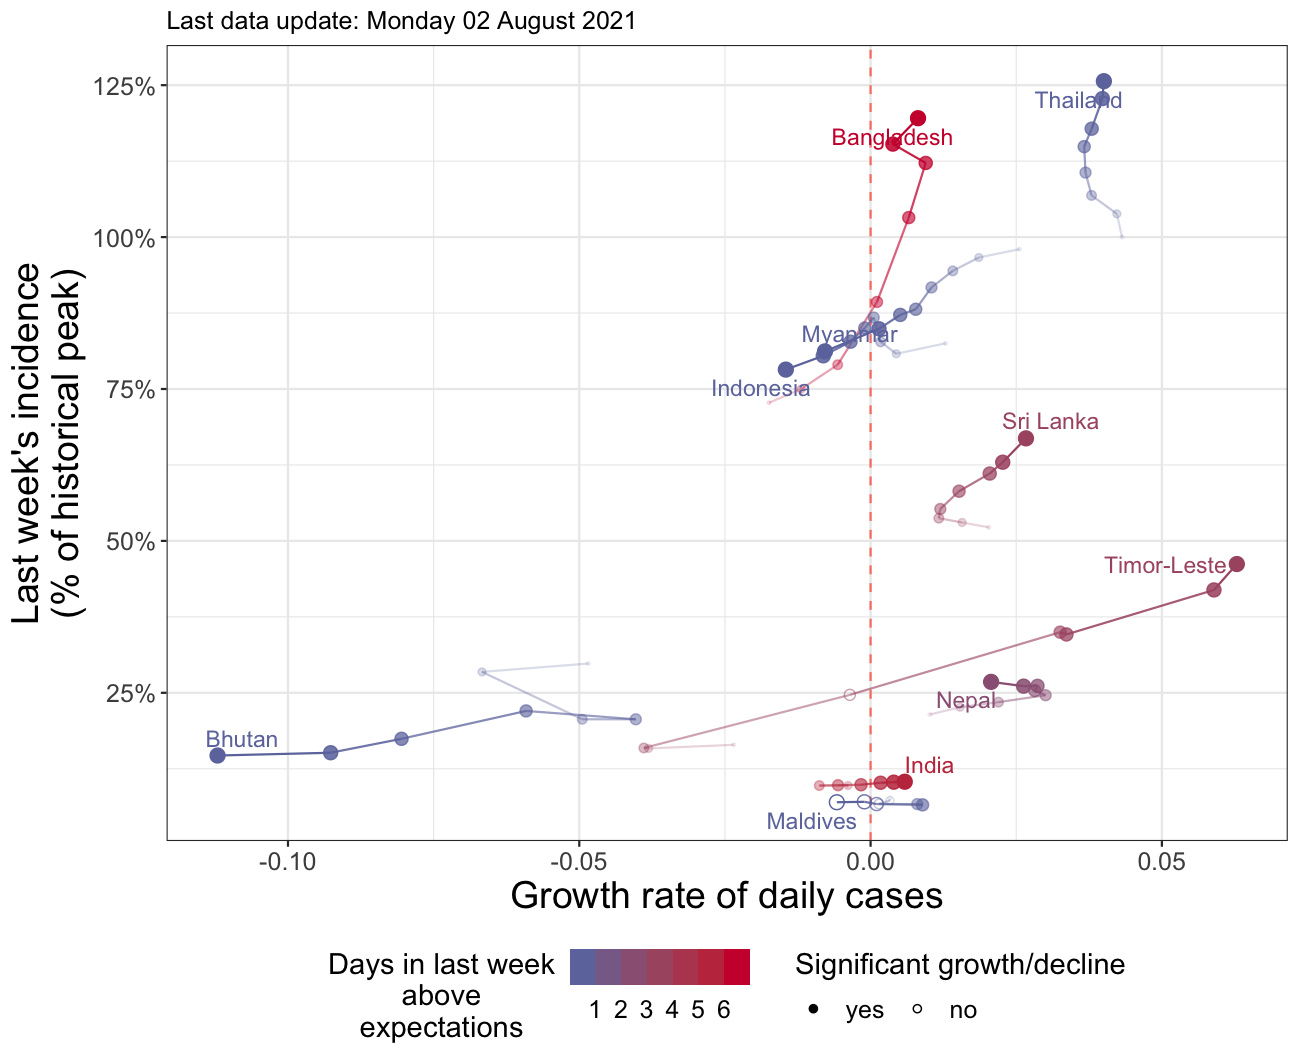 Last data update: Monday 02 August 2021
Last week's incidence
(% of historical peak)
125%
100%
75%
50%
25%
Thailand
Bangladesh
Myanmar
Indonesia
Sri Lanka
Timor-Leste
Nepal
Bhutan
India
Maldives
-0.10
-0.05
0.00
0.05
Growth rate of daily cases
Days in last week
above
expectations
1 2 3 4 5 6
Significant growth/decline
yes no